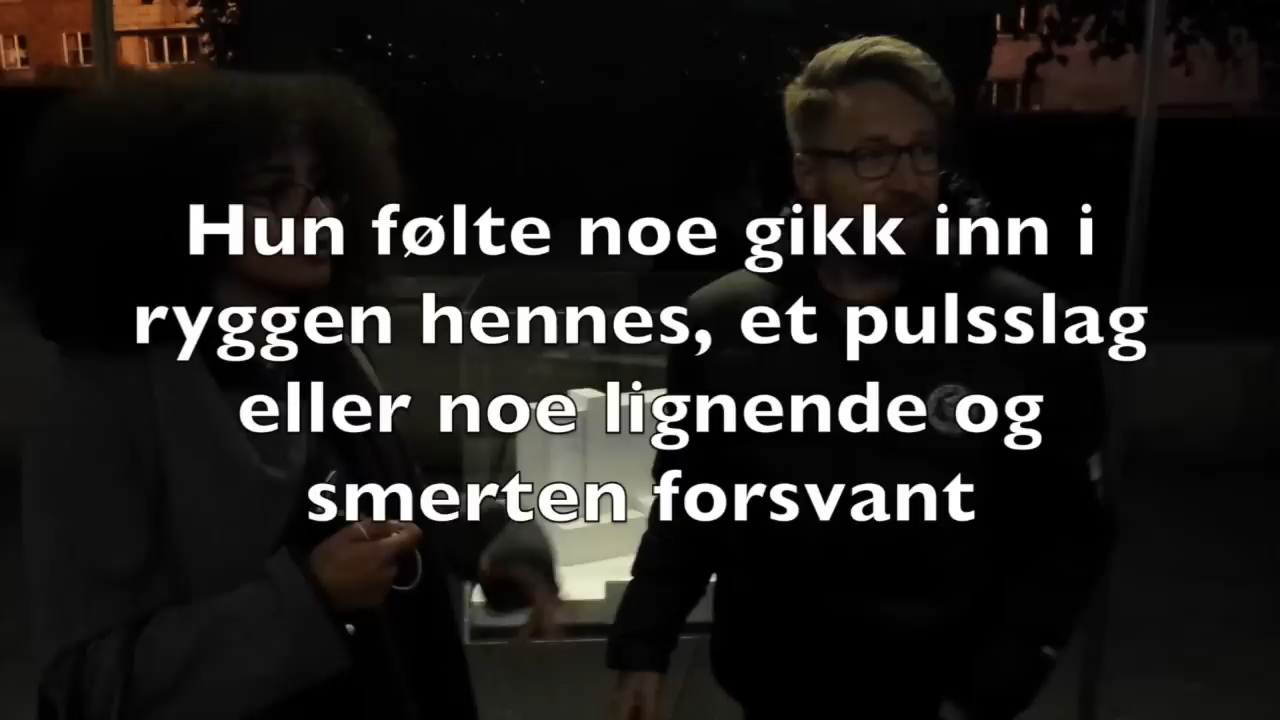 Hun følte noe gikk inn i
ryggen hennes, et pulsslag
eller noe lignende og
smerten forsvant